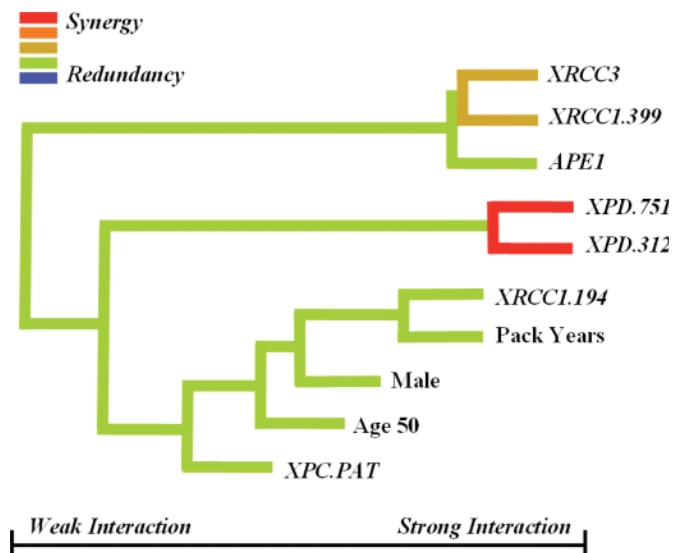 Synergy
Redundancy
XRCC3
XRCC1.399
APE1
XPD.751
XPD.312
XRCC1.194
Pack Years
Male
Age 50
XPC.PAT
Weak Interaction
Strong Interaction